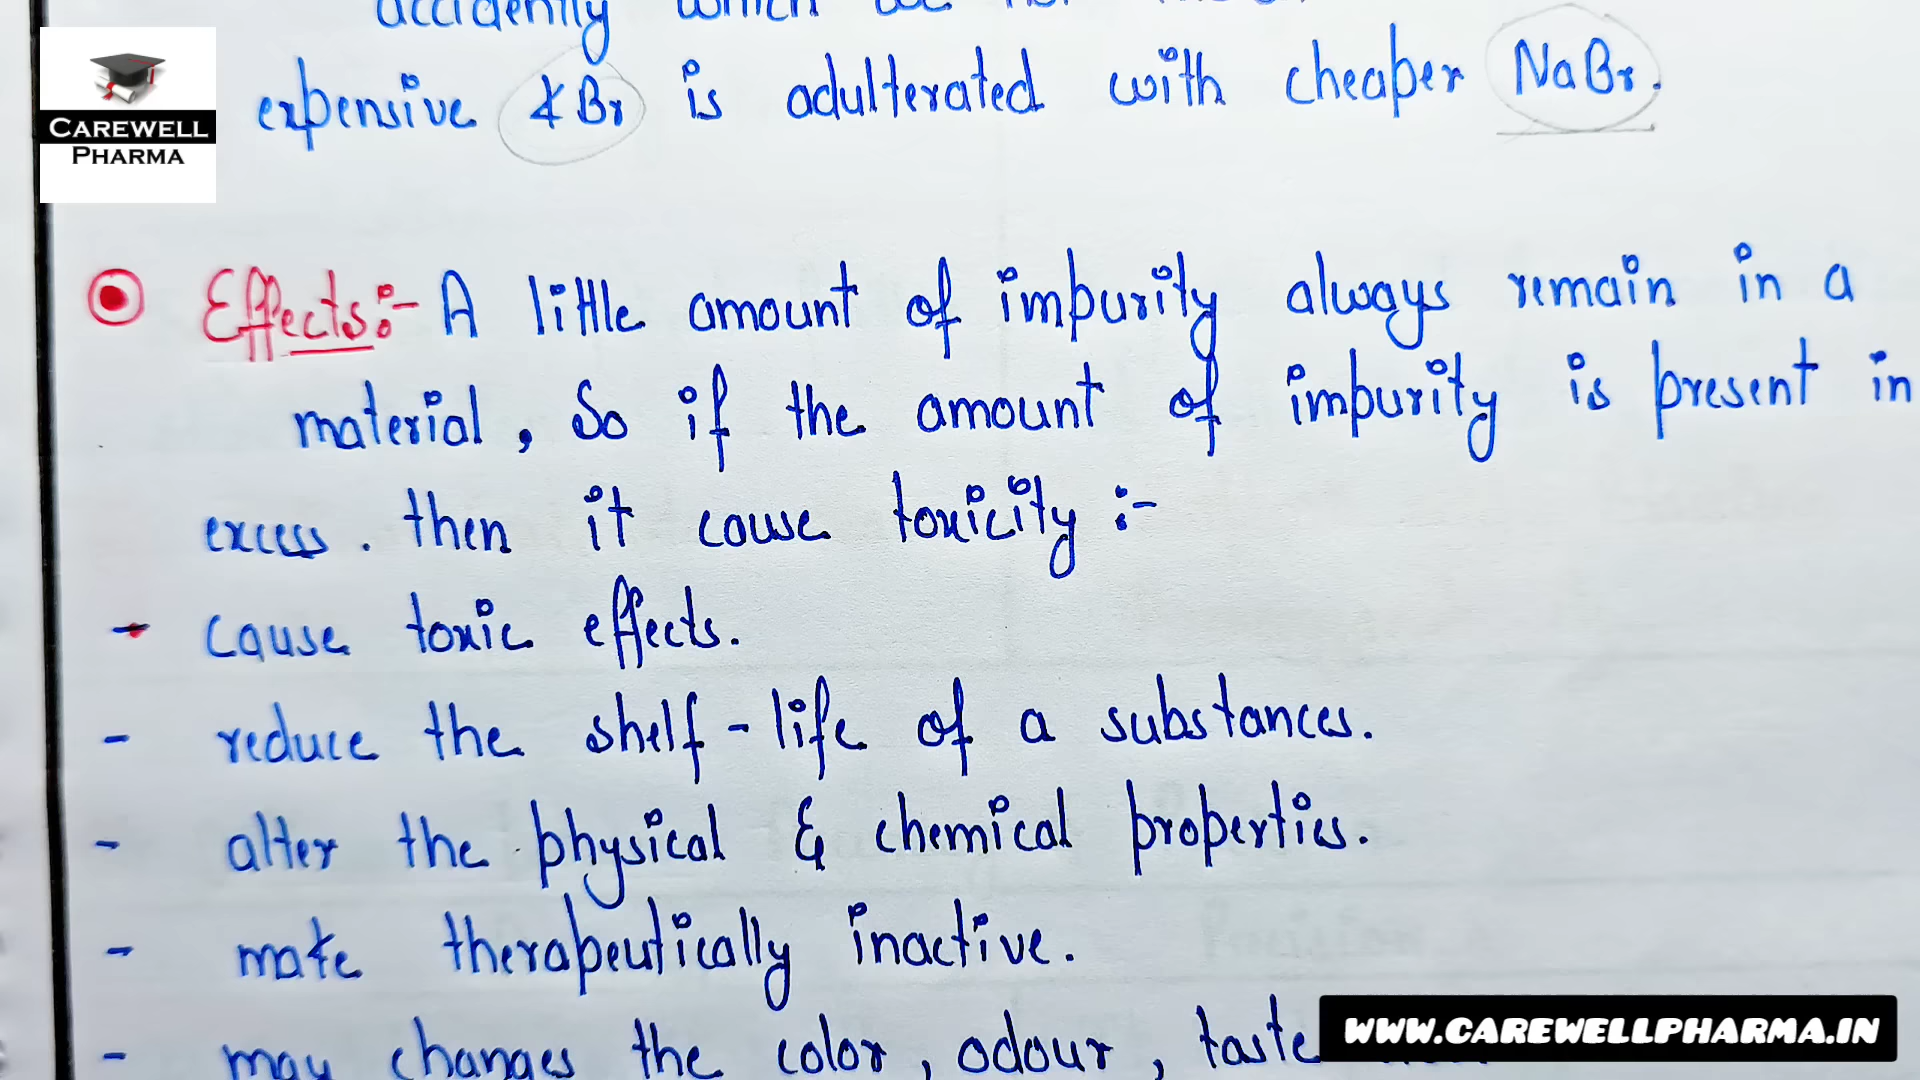 accidently which
expensive KBr is adulterated with cheaper NaBr.
CAREWELL
PHARMA
Effects:- A little amount of impurity always remain in a
material, So if the amount of impurity is present in
excess. then it cause toxicity :-
- cause toxic effects.
- reduce the shelf-life of a substances.
- alter the physical & chemical properties.
- make therapeutically inactive.
- may changes the color, odour, taste
WWW.CAREWELLPHARMA.IN